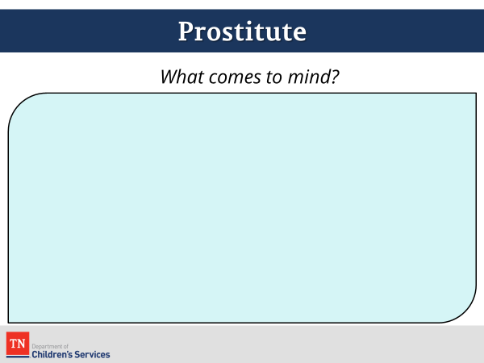 Prostitute
What comes to mind?
TN
Department of
Children's Services